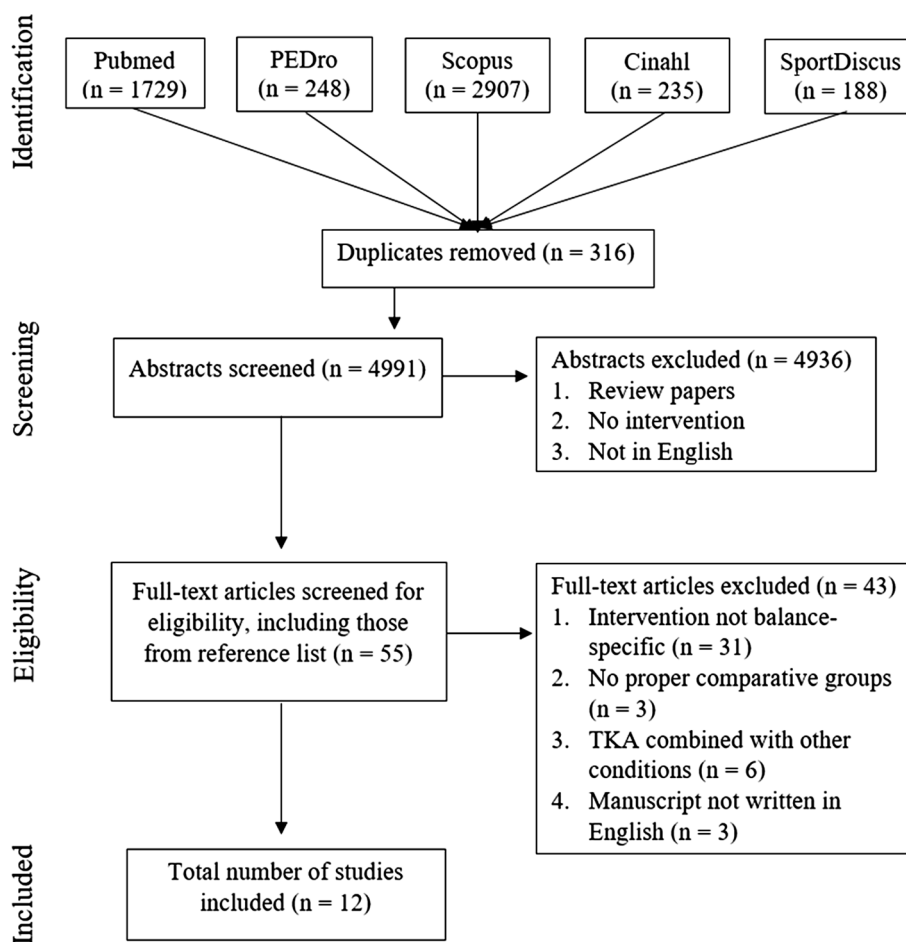 Identification
Pubmed
(n = 1729)
PEDro
(n = 248)
Scopus
(n = 2907)
Cinahl
(n = 235)
SportDiscus
(n = 188)
Duplicates removed (n = 316)
Screening
Abstracts screened (n = 4991)
Abstracts excluded (n = 4936)
1. Review papers
2. No intervention
3. Not in English
Eligibility
Full-text articles screened for
eligibility, including those
from reference list (n = 55)
Full-text articles excluded (n = 43)
1. Intervention not balance-
specific (n = 31)
2. No proper comparative groups
(n = 3)
3. TKA combined with other
conditions (n = 6)
4. Manuscript not written in
English (n = 3)
Included
Total number of studies
included (n = 12)